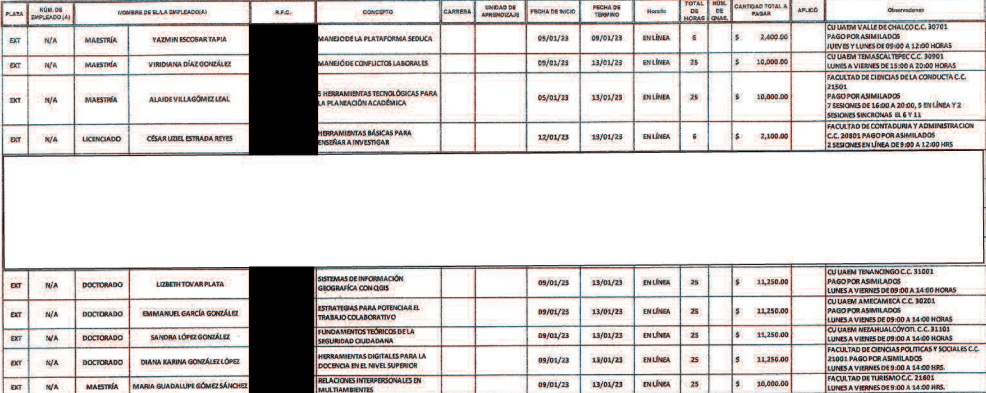 PLATA NÚM. DE EMPLEADO (A) NOMBRE DE EL/LA EMPLEADO(A) R.F.C. CONCEPTO CARRERA UNIDAD DE APRENDIZAJE FECHA DE INICIO FECHA DE TERMINO Horario TOTAL DE HORAS NÚM. DE QNAS. CANTIDAD TOTAL A PAGAR APLICÓ Observaciones
EXT N/A MAESTRÍA YAZMIN ESCOBAR TAPIA MANEJO DE LA PLATAFORMA SEDUCA 05/01/23 09/01/23 EN LÍNEA 6 $ 2,400.00 CU UAEM VALLE DE CHALCO C.C. 30701
PAGO POR ASIMILADOS
JUEVES Y LUNES DE 09:00 A 12:00 HORAS
EXT N/A MAESTRÍA VIRIDIANA DÍAZ GONZÁLEZ MANEJO DE CONFLICTOS LABORALES 09/01/23 13/01/23 EN LÍNEA 25 $ 10,000.00 CU UAEM TEMASCALTEPEC C.C. 30901
LUNES A VIERNES DE 15:00 A 20:00 HORAS
EXT N/A MAESTRÍA ALAIDE VILLAGÓMEZ LEAL 5 HERRAMIENTAS TECNOLÓGICAS PARA LA PLANEACIÓN ACADÉMICA 05/01/23 13/01/23 EN LÍNEA 25 $ 10,000.00 FACULTAD DE CIENCIAS DE LA CONDUCTA C.C. 21501
PAGO POR ASIMILADOS
7 SESIONES DE 16:00 A 20:00, 5 EN LÍNEA Y 2
SESIONES SINCRONAS EL 6 Y 11
EXT N/A LICENCIADO CÉSAR UZIEL ESTRADA REYES HERRAMIENTAS BÁSICAS PARA ENSEÑAR A INVESTIGAR 12/01/23 13/01/23 EN LÍNEA 6 $ 2,100.00 FACULTAD DE CONTADURIA Y ADMINISTRACION
C.C. 20801 PAGO POR ASIMILADOS
2 SESIONES EN LÍNEA DE 9:00 A 12:00 HRS
EXT N/A DOCTORADO LIZBETH TOVAR PLATA SISTEMAS DE INFORMACIÓN GEOGRAFÍCA CON QGIS 09/01/23 13/01/23 EN LÍNEA 25 $ 11,250.00 CU UAEM TENANCINGO C.C. 31001
PAGO POR ASIMILADOS
LUNES A VIERNES DE 09:00 A 14:00 HORAS
EXT N/A DOCTORADO EMMANUEL GARCÍA GONZÁLEZ ESTRATEGIAS PARA POTENCIAR EL TRABAJO COLABORATIVO 09/01/23 13/01/23 EN LÍNEA 25 $ 11,250.00 CU UAEM AMECAMECA C.C. 30201
PAGO POR ASIMILADOS
LUNES A VIENES DE 09:00 A 14:00 HORAS
EXT N/A DOCTORADO SANDRA LÓPEZ GONZÁLEZ FUNDAMENTOS TEÓRICOS DE LA SEGURIDAD CIUDADANA 09/01/23 13/01/23 EN LÍNEA 25 $ 11,250.00 CU UAEM NEZAHUALCÓYOTL C.C. 31101
LUNES A VIENES DE 09:00 A 14:00 HORAS
EXT N/A DOCTORADO DIANA KARINA GONZÁLEZ LÓPEZ HERRAMIENTAS DIGITALES PARA LA DOCENCIA EN EL NIVEL SUPERIOR 09/01/23 13/01/23 EN LÍNEA 25 $ 11,250.00 FACULTAD DE CIENCIAS POLITICAS Y SOCIALES C.C.
21001 PAGO POR ASIMILADOS
LUNES A VIERNES DE 09:00 A 14:00 HRS.
EXT N/A MAESTRÍA MARIA GUADALUPE GÓMEZ SÁNCHEZ RELACIONES INTERPERSONALES EN MULTIAMBIENTES 09/01/23 13/01/23 EN LÍNEA 25 $ 10,000.00 FACULTAD DE TURISMO C.C. 21601
LUNES A VIERNES DE 09:00 A 14:00 HRS.